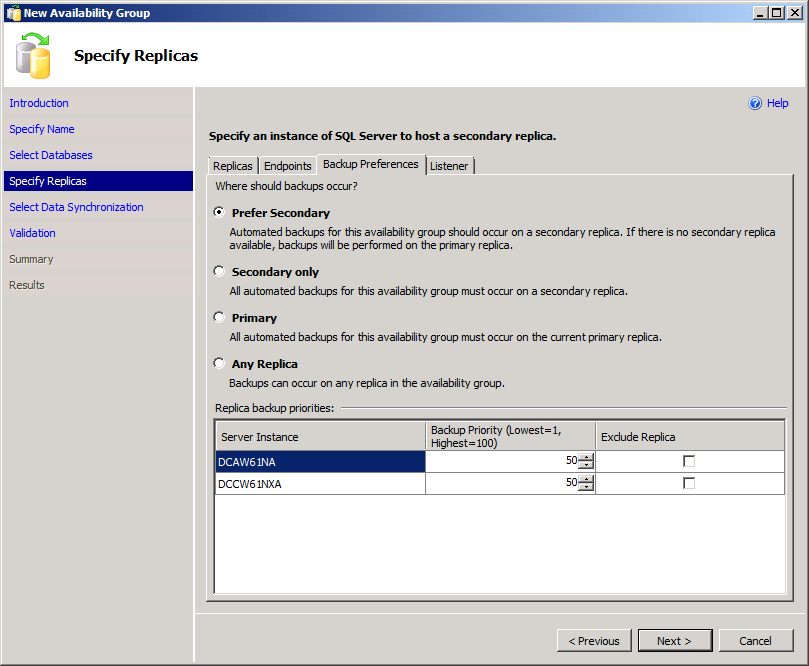 New Availability Group
Specify Replicas
Introduction
Specify Name
Select Databases
Specify Replicas
Select Data Synchronization
Validation
Summary
Results
Help
Specify an instance of SQL Server to host a secondary replica.
Replicas Endpoints Backup Preferences Listener
Where should backups occur?
Prefer Secondary
Automated backups for this availability group should occur on a secondary replica. If there is no secondary replica
available, backups will be performed on the primary replica.
Secondary only
All automated backups for this availability group must occur on a secondary replica.
Primary
All automated backups for this availability group must occur on the current primary replica.
Any Replica
Backups can occur on any replica in the availability group.
Replica backup priorities:
Server Instance
Backup Priority (Lowest=1,
Highest=100)
Exclude Replica
DCAW61NA 50
DCCW61NXA 50
< Previous Next > Cancel